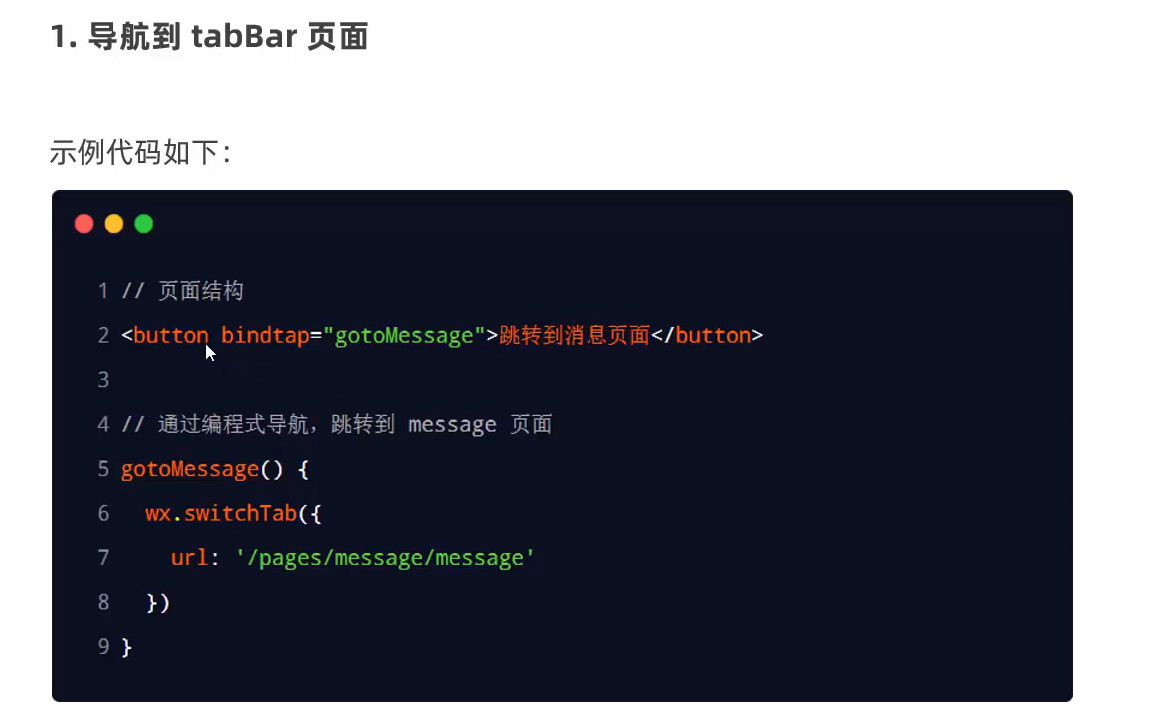 1. 导航到 tabBar 页面
示例代码如下：
1 // 页面结构
2 <button bindtap="gotoMessage">跳转到消息页面</button>
3
4 // 通过编程式导航，跳转到 message 页面
5 gotoMessage() {
6   wx.switchTab({
7     url: '/pages/message/message'
8   })
9 }